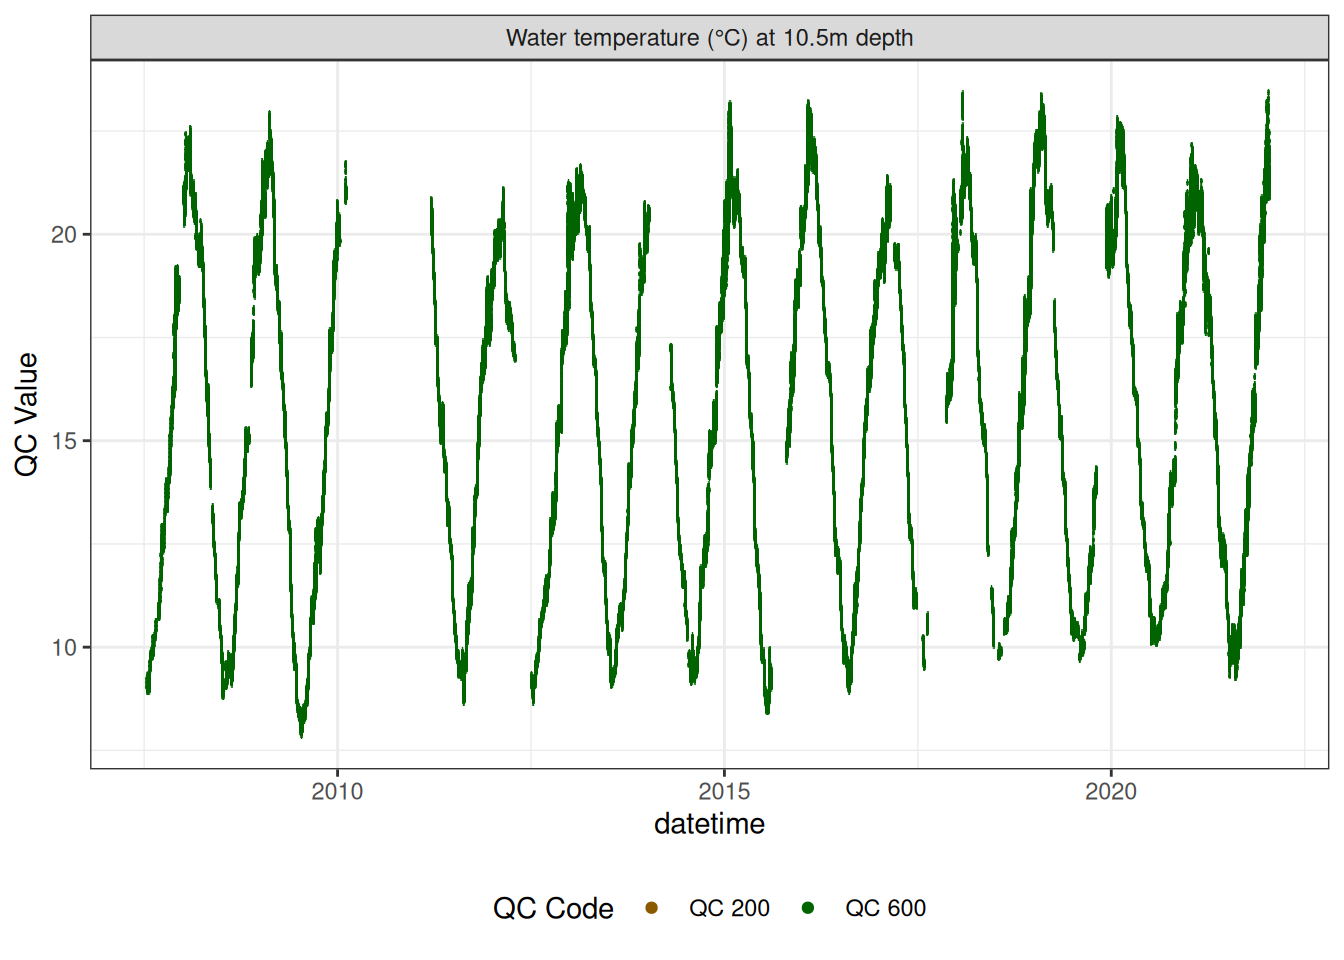 Water temperature (°C) at 10.5m depth
QC Value
20
15
10
2010
2015
2020
datetime
QC Code
QC 200
QC 600